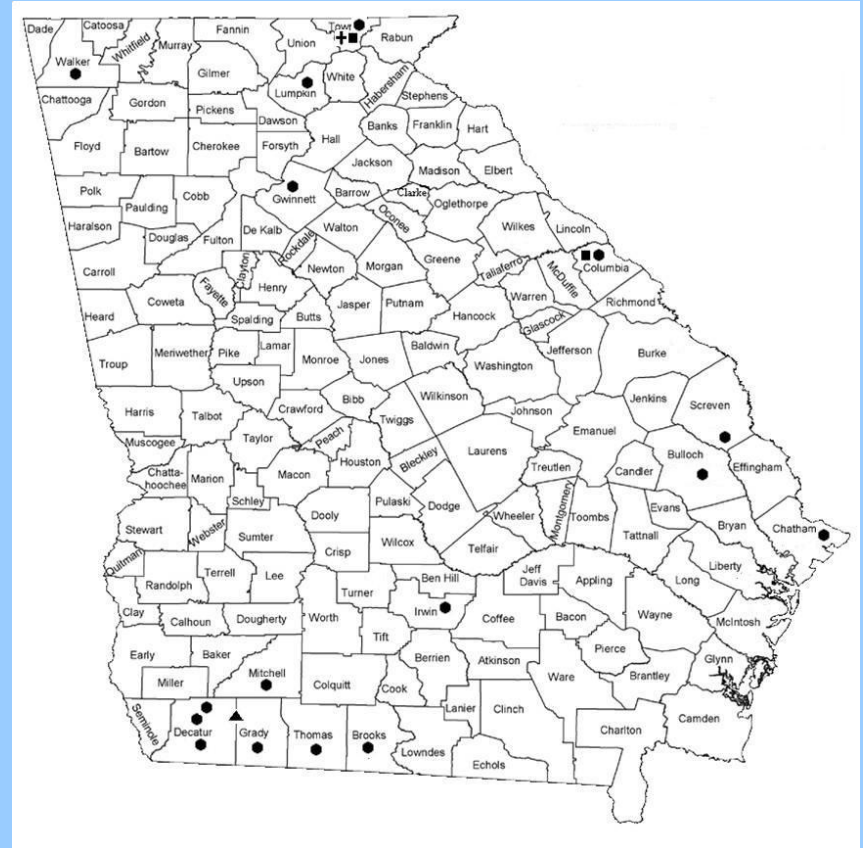 Dade
Catoosa
Whitfield
Murray
Fannin
Union
Rabun
Walker
Gilmer
Lumpkin
White
Habersham
Stephens
Chattooga
Gordon
Pickens
Dawson
Hall
Banks
Franklin
Hart
Floyd
Bartow
Cherokee
Forsyth
Jackson
Madison
Elbert
Polk
Paulding
Cobb
Gwinnett
Barrow
Clarke
Oglethorpe
Oconee
Haralson
Douglas
Fulton
De Kalb
Rockdale
Walton
Wilkes
Lincoln
Carroll
Fayette
Clayton
Henry
Newton
Morgan
Greene
Taliaferro
McDuffie
Columbia
Heard
Coweta
Spalding
Butts
Jasper
Putnam
Hancock
Warren
Glascock
Richmond
Troup
Meriwether
Pike
Lamar
Monroe
Jones
Baldwin
Washington
Jefferson
Burke
Upson
Harris
Talbot
Crawford
Bibb
Twiggs
Wilkinson
Johnson
Jenkins
Screven
Muscogee
Taylor
Peach
Houston
Bleckley
Laurens
Emanuel
Treutlen
Candler
Bulloch
Effingham
Chatta-
hoochee
Marion
Schley
Macon
Pulaski
Dodge
Wheeler
Montgomery
Toombs
Evans
Tattnall
Bryan
Chatham
Stewart
Webster
Sumter
Dooly
Crisp
Wilcox
Telfair
Liberty
Long
Quitman
Randolph
Terrell
Lee
Turner
Ben Hill
Irwin
Jeff
Davis
Appling
Wayne
McIntosh
Clay
Calhoun
Dougherty
Worth
Tift
Coffee
Bacon
Pierce
Early
Baker
Mitchell
Miller
Colquitt
Cook
Berrien
Atkinson
Ware
Brantley
Glynn
Seminole
Decatur
Grady
Thomas
Brooks
Lanier
Clinch
Lowndes
Echols
Charlton
Camden